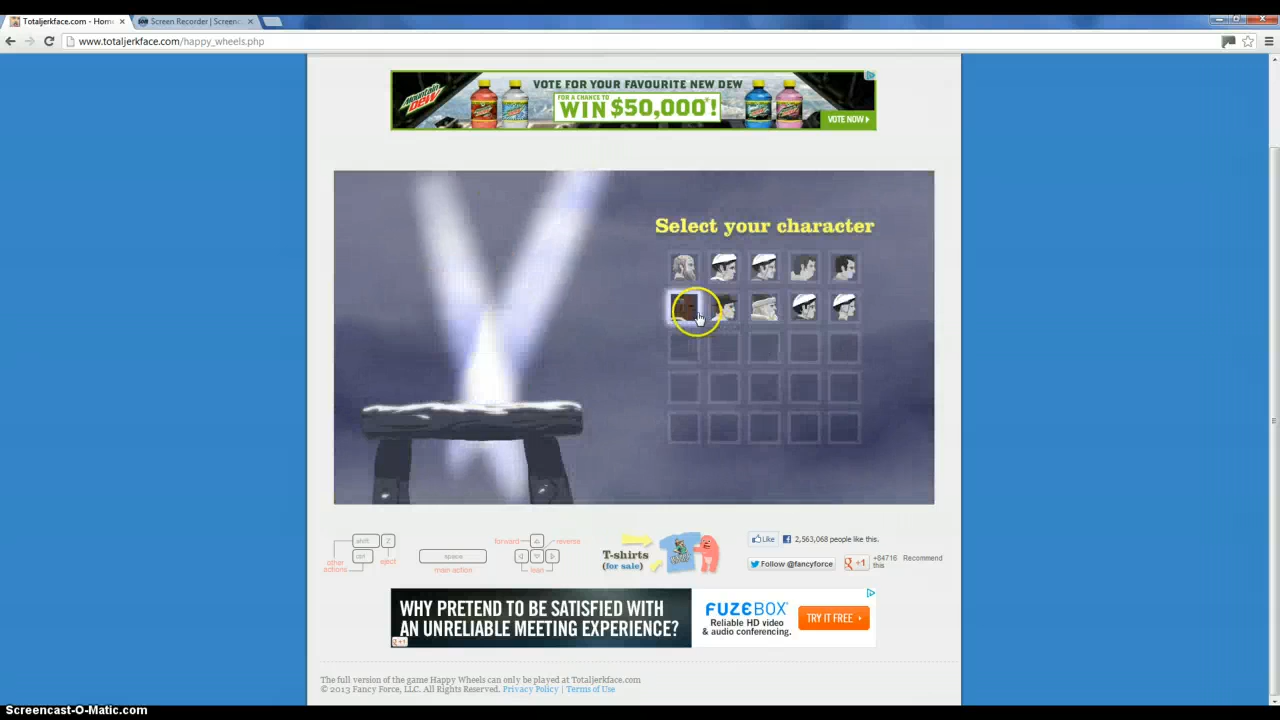 Totaljerkface.com - Hom
Screen Recorder | Screenc
www.totaljerkface.com/happy_wheels.php
VOTE FOR YOUR FAVOURITE NEW DEW
FOR A CHANCE TO
WIN $50,000*!
VOTE NOW
Select your character
shift
Z
ctrl
other
actions
eject
space
main action
forward
reverse
lean
T-shirts
(for sale)
Like
2,563,068 people like this.
Follow @fancyforce
+1
+84716 Recommend
this
WHY PRETEND TO BE SATISFIED WITH
AN UNRELIABLE MEETING EXPERIENCE?
+1
FUZEBOX
Reliable HD video
& audio conferencing.
TRY IT FREE
The full version of the game Happy Wheels can only be played at Totaljerkface.com
© 2013 Fancy Force, LLC. All Rights Reserved. Privacy Policy | Terms of Use
Screencast-O-Matic.com